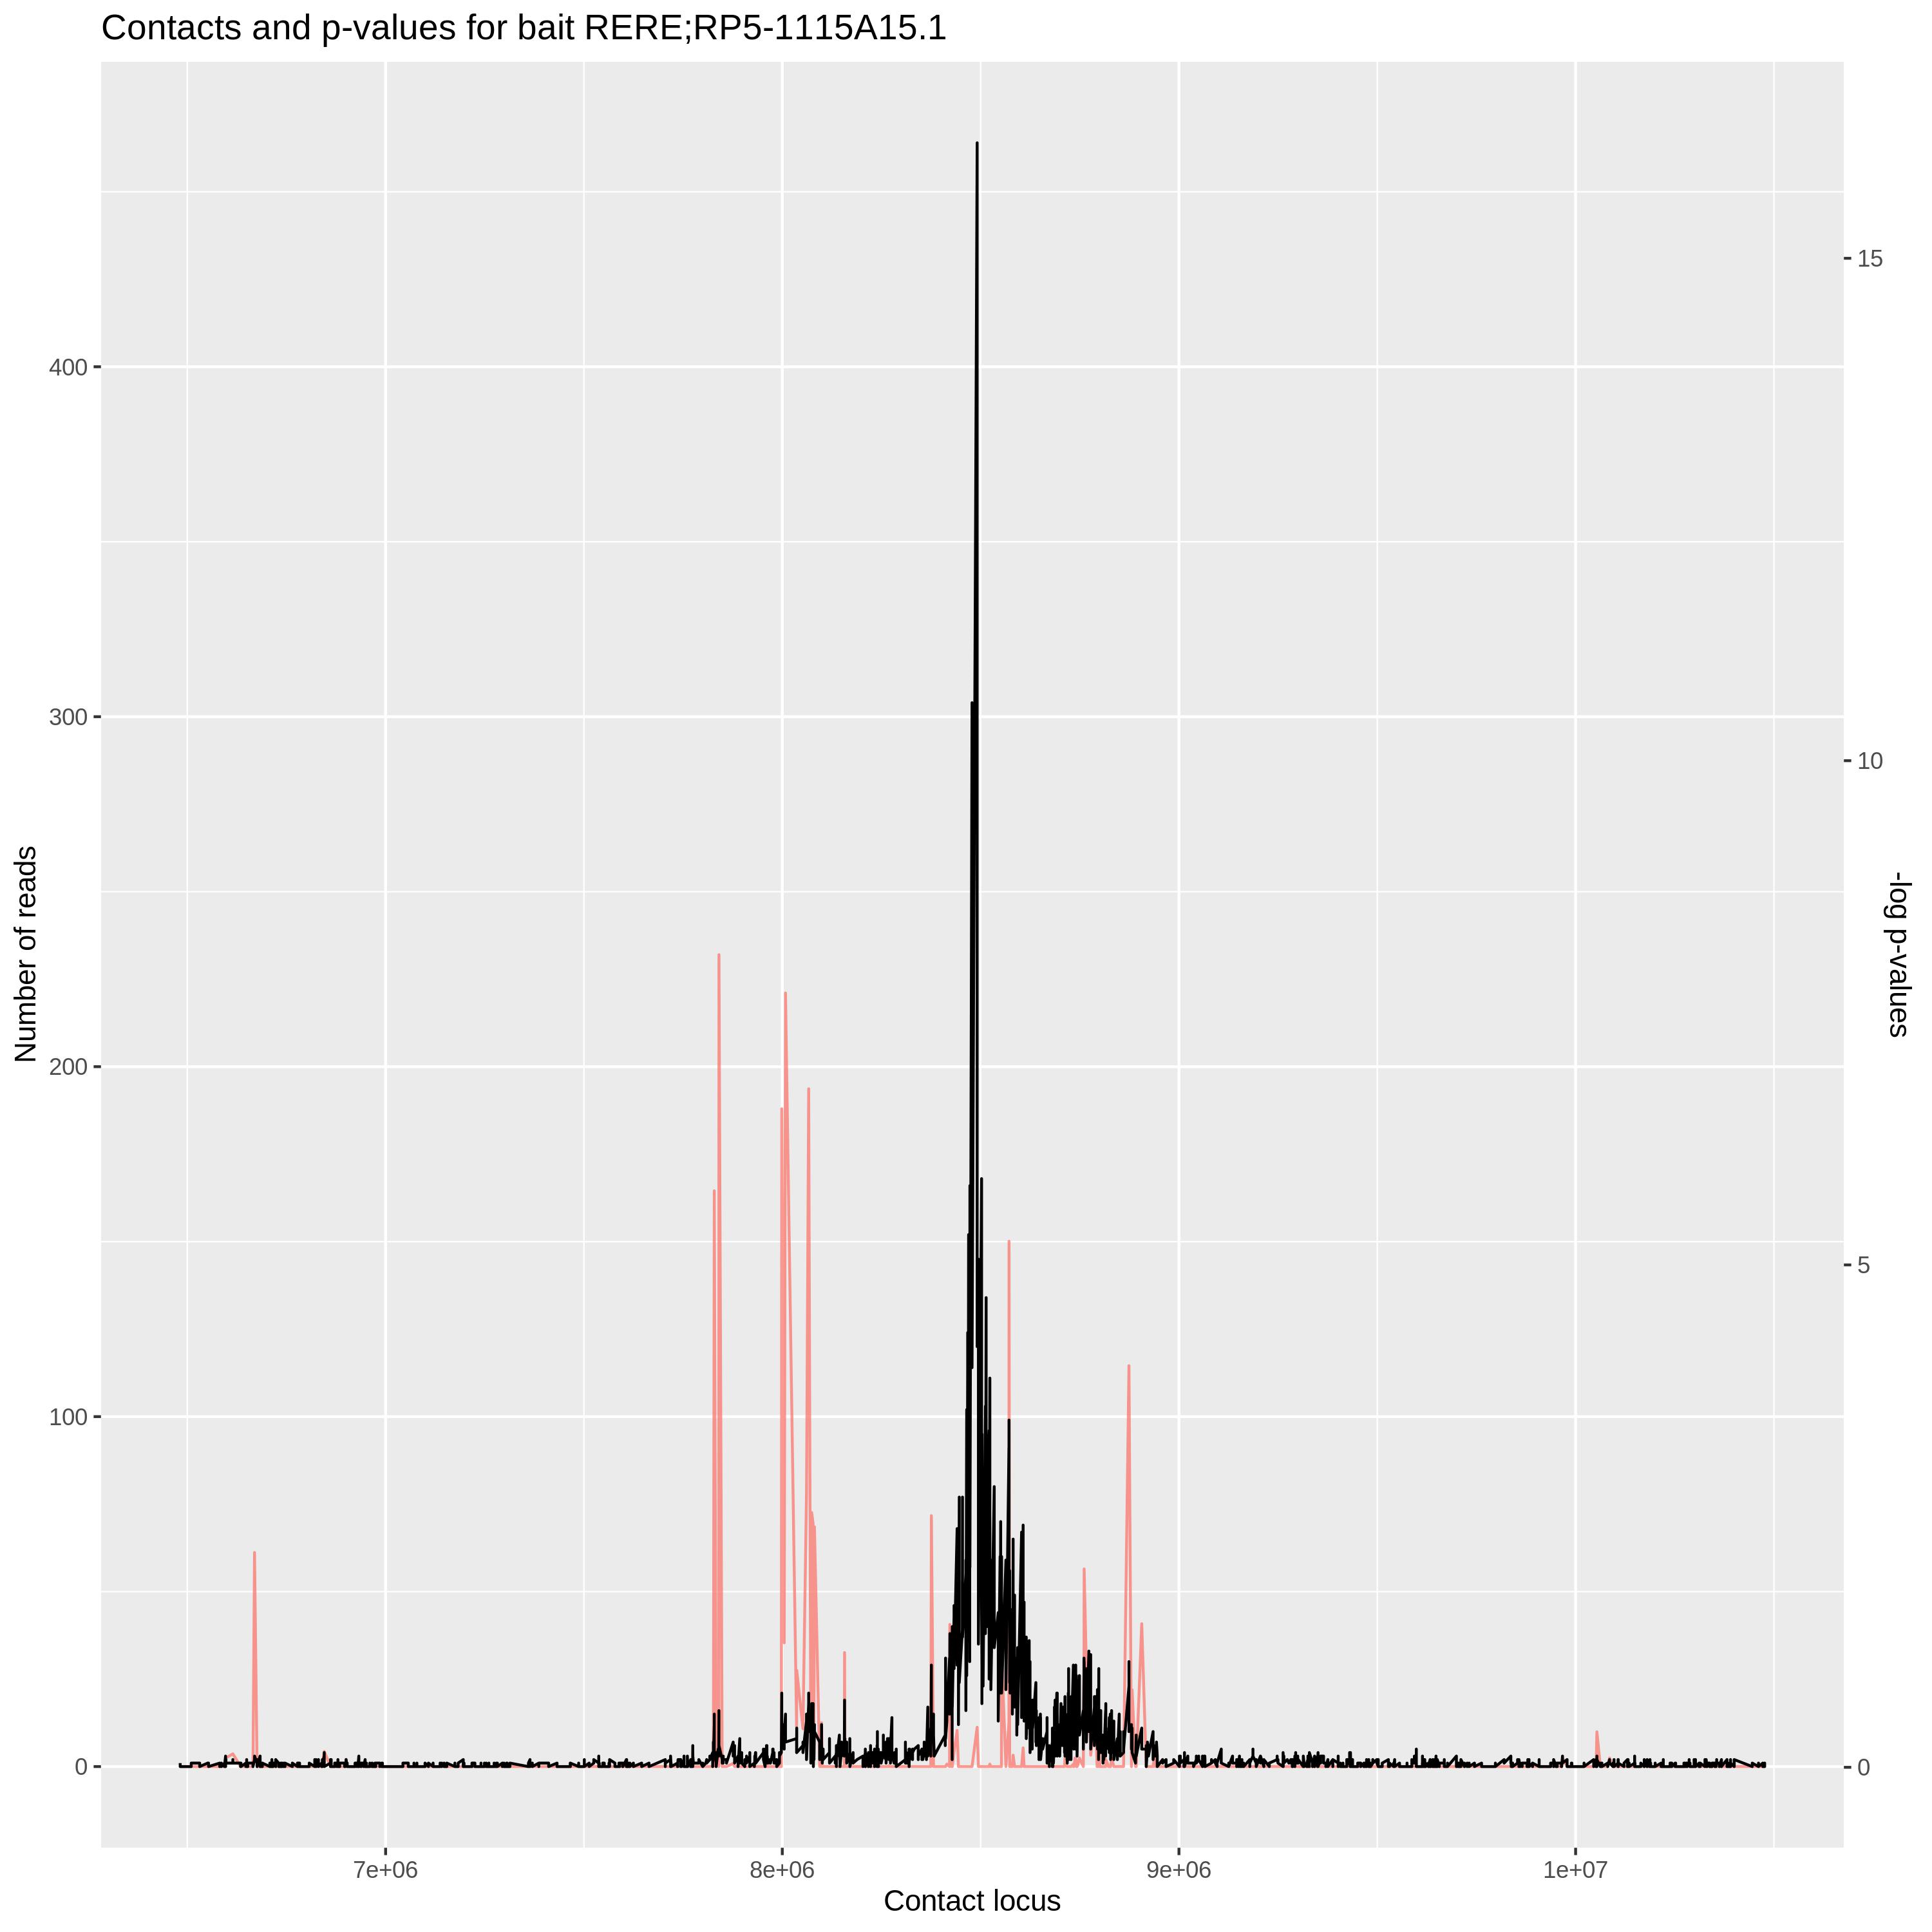 Contacts and p-values for bait RERE;RP5-1115A15.1
Number of reads
400
300
200
100
0
15
10
5
0
-log p-values
7e+06
8e+06
9e+06
1e+07
Contact locus